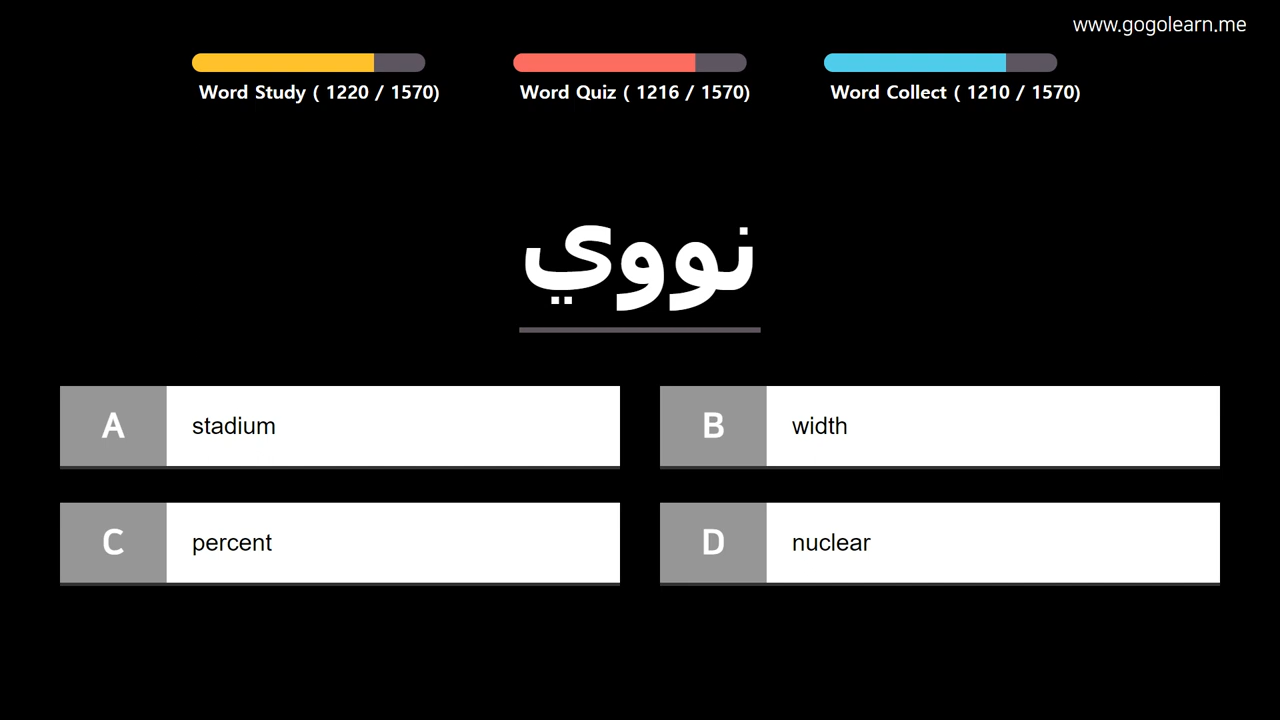 www.gogolearn.me
Word Study ( 1220 / 1570)
Word Quiz ( 1216 / 1570)
Word Collect ( 1210 / 1570)
نووي
A stadium
B width
C percent
D nuclear